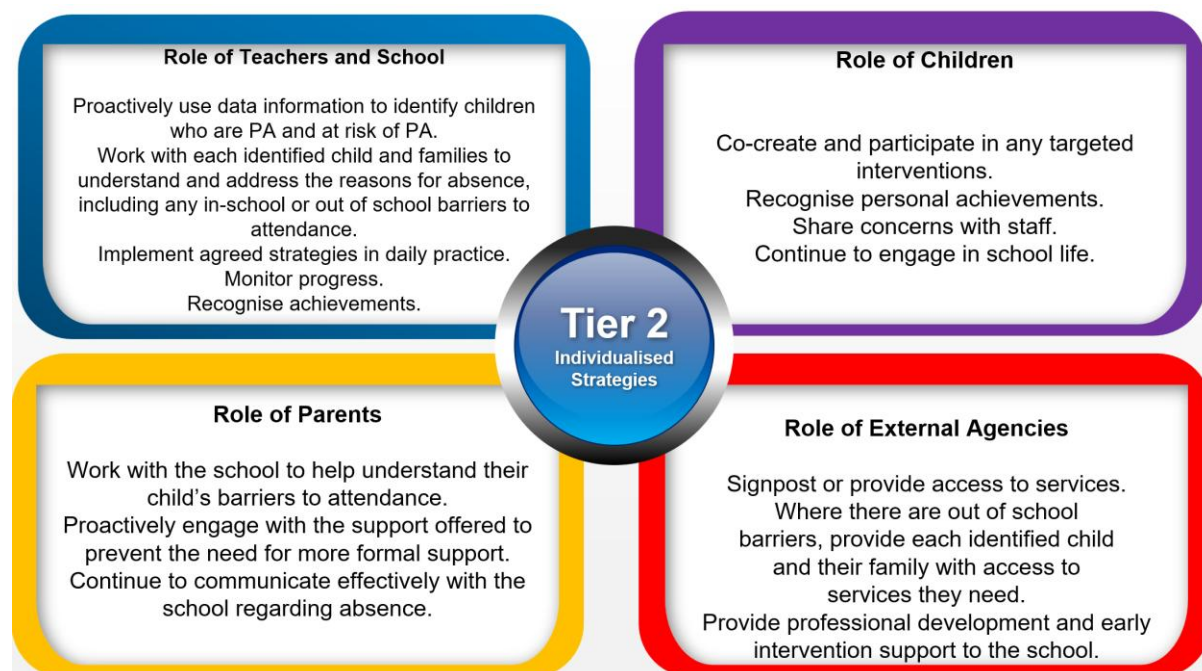 Role of Teachers and School
Proactively use data information to identify children
who are PA and at risk of PA.
Work with each identified child and families to
understand and address the reasons for absence,
including any in-school or out of school barriers to
attendance.
Implement agreed strategies in daily practice.
Monitor progress.
Recognise achievements.
Role of Children
Co-create and participate in any targeted
interventions.
Recognise personal achievements.
Share concerns with staff.
Continue to engage in school life.
Tier 2
Individualised
Strategies
Role of Parents
Work with the school to help understand their
child’s barriers to attendance.
Proactively engage with the support offered to
prevent the need for more formal support.
Continue to communicate effectively with the
school regarding absence.
Role of External Agencies
Signpost or provide access to services.
Where there are out of school
barriers, provide each identified child
and their family with access to
services they need.
Provide professional development and early
intervention support to the school.